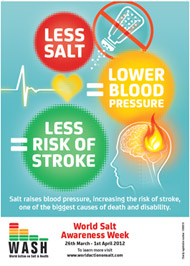 LESS
SALT
=
LOWER
BLOOD
PRESSURE
=
LESS
RISK OF
STROKE
Salt raises blood pressure, increasing the risk of stroke,
one of the biggest causes of death and disability.
World Salt
Awareness Week
26th March - 1st April 2012
To learn more visit
www.worldactiononsalt.com
WASH
World Action on Salt & Health